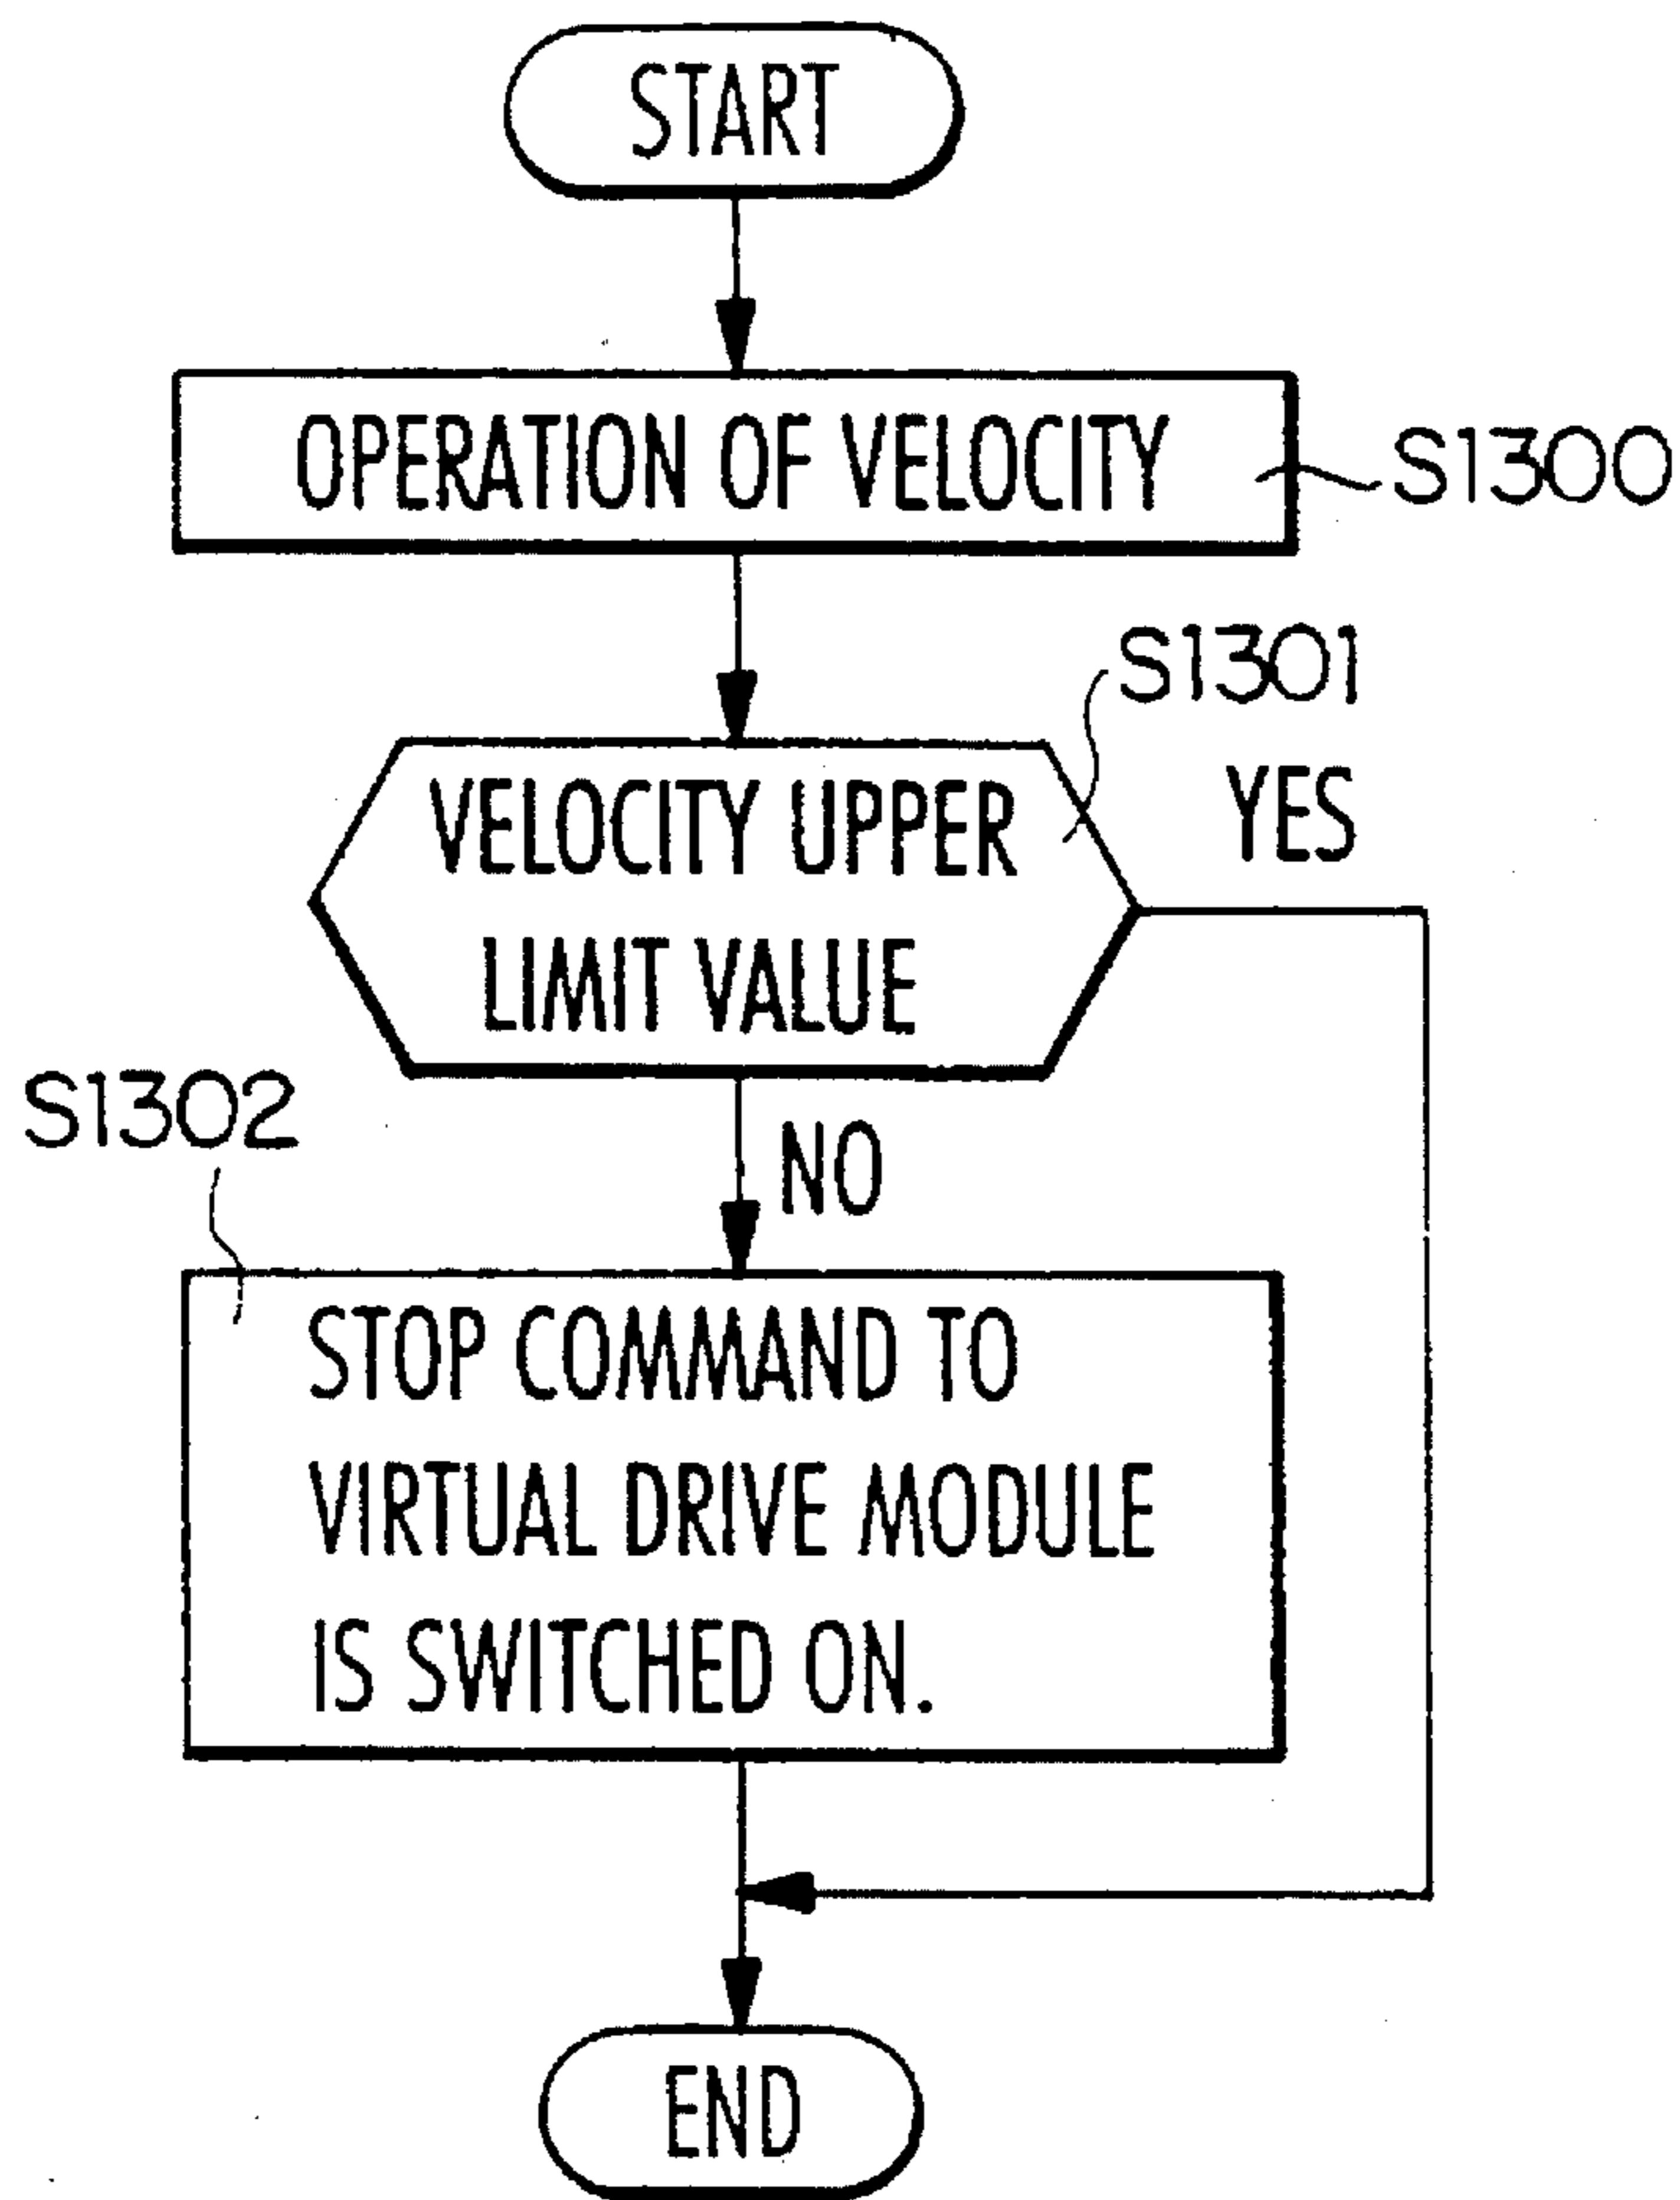 START
OPERATION OF VELOCITY
S1300
S1301
VELOCITY UPPER
LIMIT VALUE
YES
S1302
NO
STOP COMMAND TO
VIRTUAL DRIVE MODULE
IS SWITCHED ON.
END